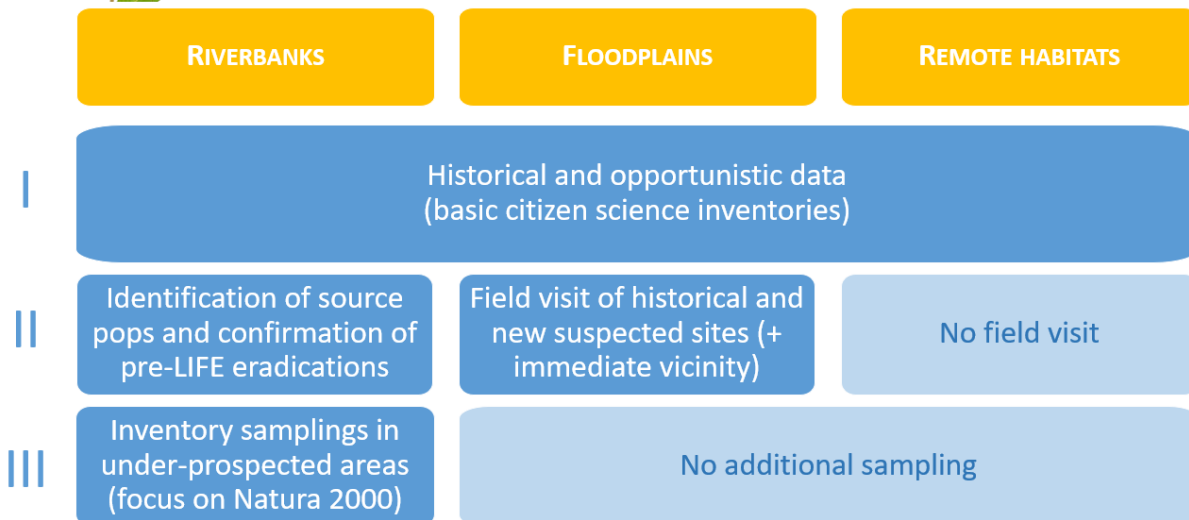 RIVERBANKS
FLOODPLAINS
REMOTE HABITATS
I
Historical and opportunistic data
(basic citizen science inventories)
II
Identification of source
pops and confirmation of
pre-LIFE eradications
Field visit of historical and
new suspected sites (+
immediate vicinity)
No field visit
III
Inventory samplings in
under-prospected areas
(focus on Natura 2000)
No additional sampling